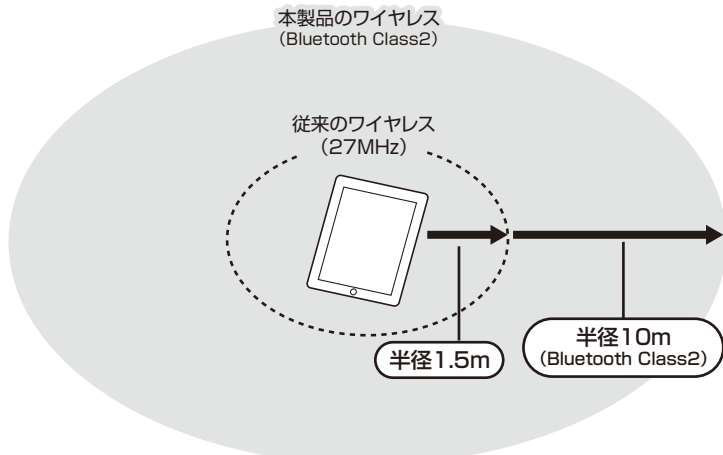 本製品のワイヤレス
(Bluetooth Class2)
従来のワイヤレス
(27MHz)
半径1.5m
半径10m
(Bluetooth Class2)